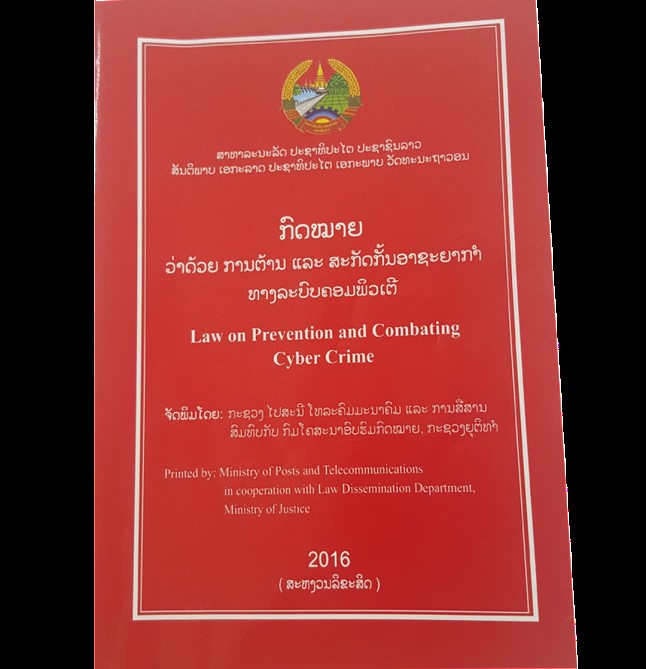 ສາທາລະນະລັດ ປະຊາທິປະໄຕ ປະຊາຊົນລາວ
ສັນຕິພາບ ເອກະລາດ ປະຊາທິປະໄຕ ເອກະພາບ ວັດທະນະຖາວອນ
ກົດໝາຍ
ວ່າດ້ວຍ ການຕ້ານ ແລະ ສະກັດກັ້ນອາຊະຍາກຳ
ທາງລະບົບຄອມພິວເຕີ
Law on Prevention and Combating
Cyber Crime
ຈັດພິມໂດຍ: ກະຊວງ ໄປສະນີ ໂທລະຄົມມະນາຄົມ ແລະ ການສື່ສານ
ສົມທົບກັບ ກົມໂຄສະນາອົບຮົມກົດໝາຍ, ກະຊວງຍຸຕິທຳ
Printed by: Ministry of Posts and Telecommunications
in cooperation with Law Dissemination Department,
Ministry of Justice
2016
( ສະຫງວນລິຂະສິດ )